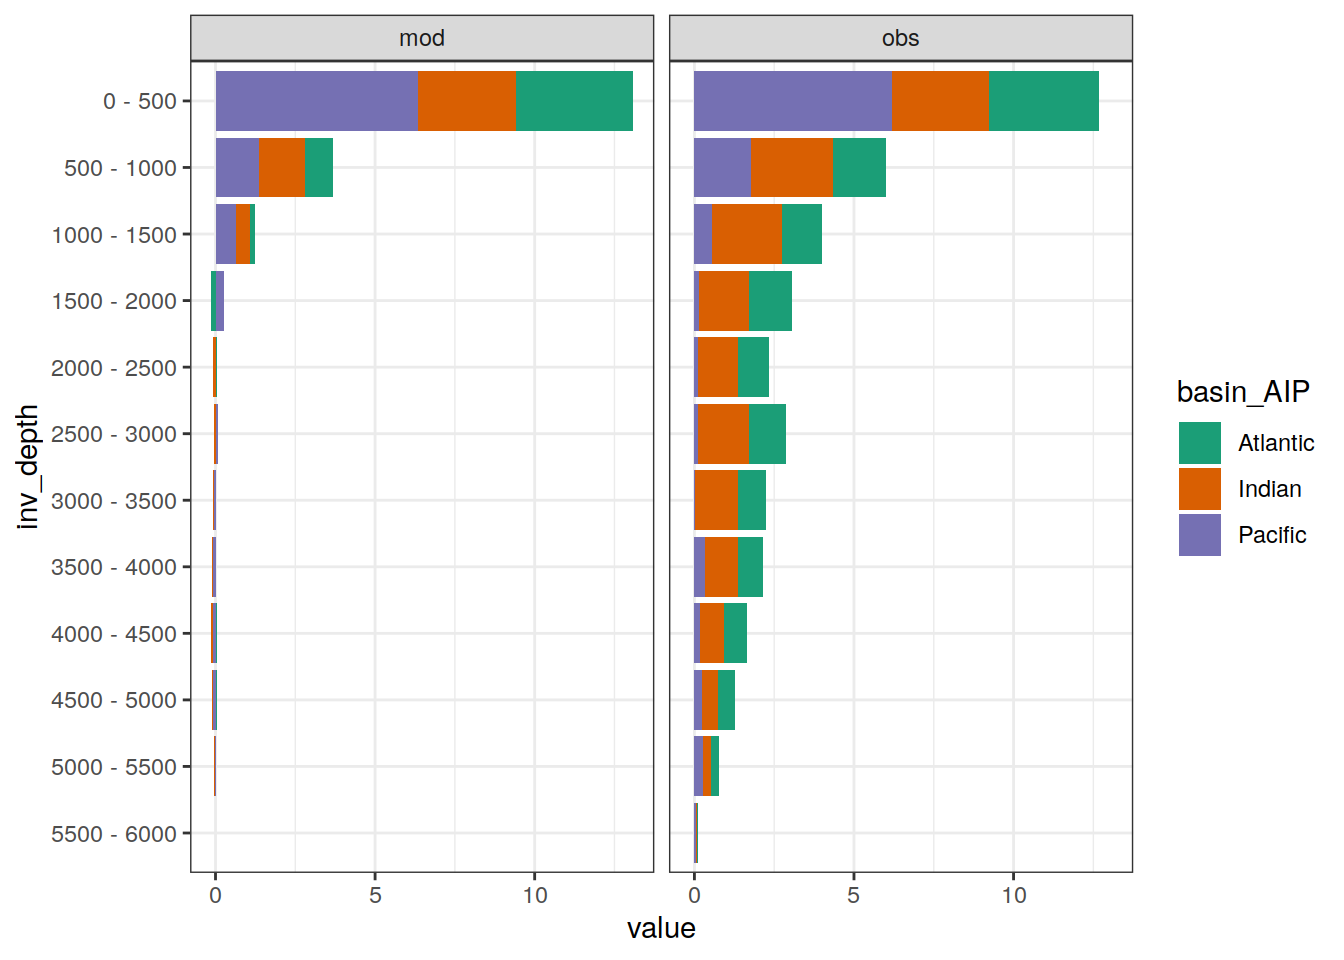 mod
obs
0 - 500
500 - 1000
1000 - 1500
1500 - 2000
2000 - 2500
2500 - 3000
3000 - 3500
3500 - 4000
4000 - 4500
4500 - 5000
5000 - 5500
5500 - 6000
inv_depth
0
5
10
0
5
10
value
basin_AIP
Atlantic
Indian
Pacific